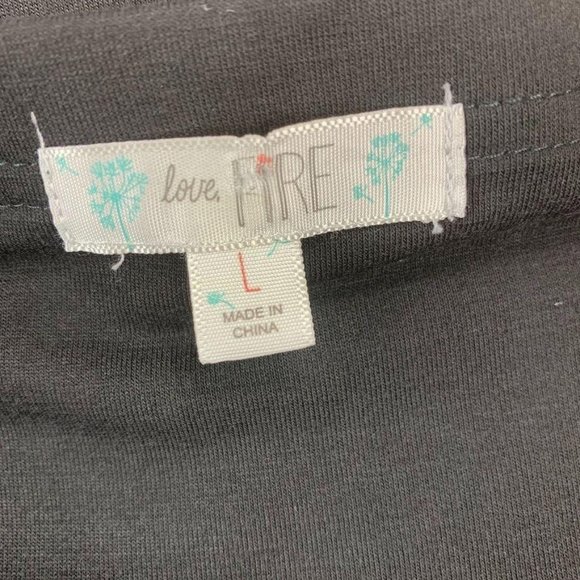 love, FIRE
L
MADE IN
CHINA